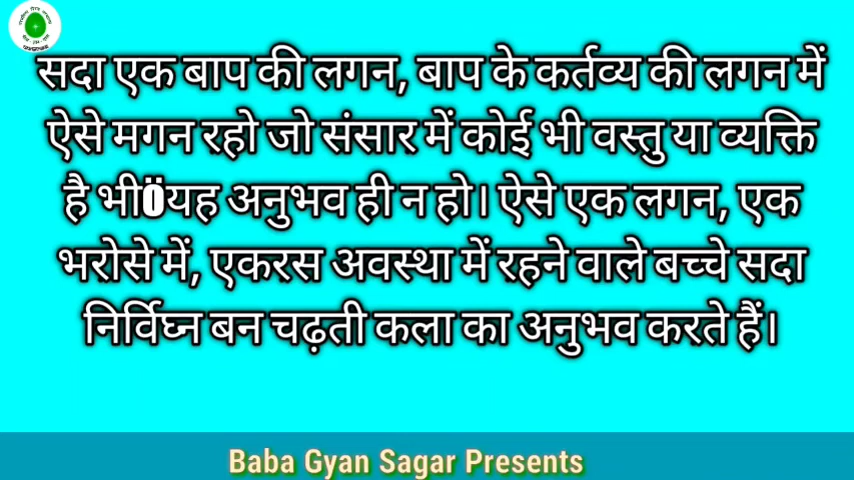 सदा एक बाप की लगन, बाप के कर्तव्य की लगन में
ऐसे मगन रहो जो संसार में कोई भी वस्तु या व्यक्ति
है भीÖयह अनुभव ही न हो। ऐसे एक लगन, एक
भरोसे में, एकरस अवस्था में रहने वाले बच्चे सदा
निर्विघ्न बन चढ़ती कला का अनुभव करते हैं।
Baba Gyan Sagar Presents